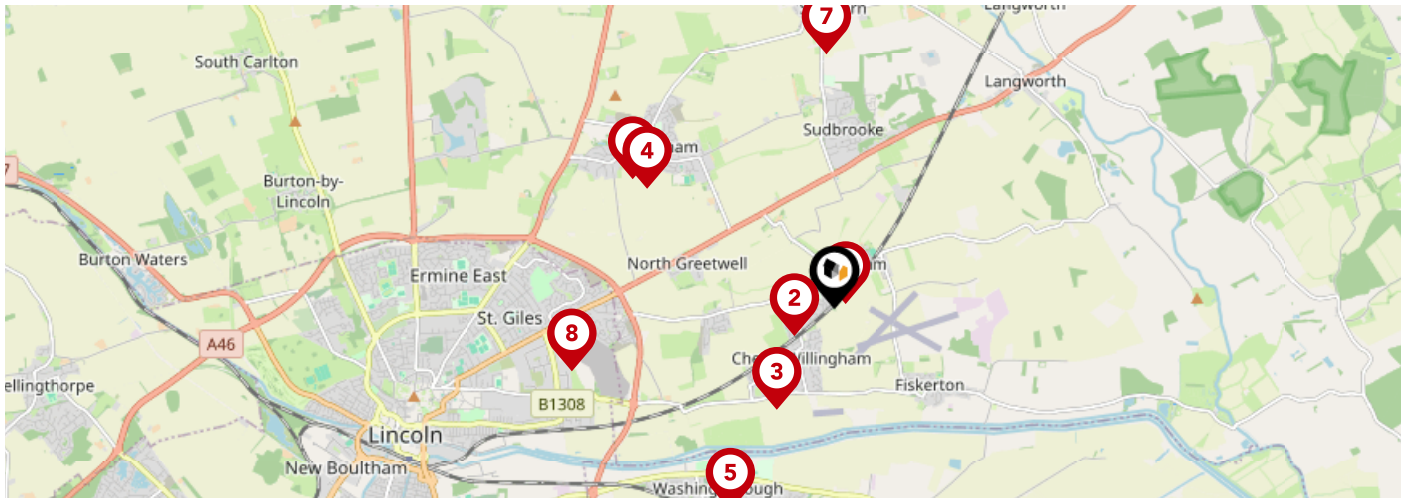 7
Langworth
South Carlton
Langworth
Sudbrooke
4
Burton-by-
Lincoln
Burton Waters
North Greetwell
Ermine East
2
St. Giles
8
A46
3
Fiskerton
B1308
Lincoln
New Boultham
5